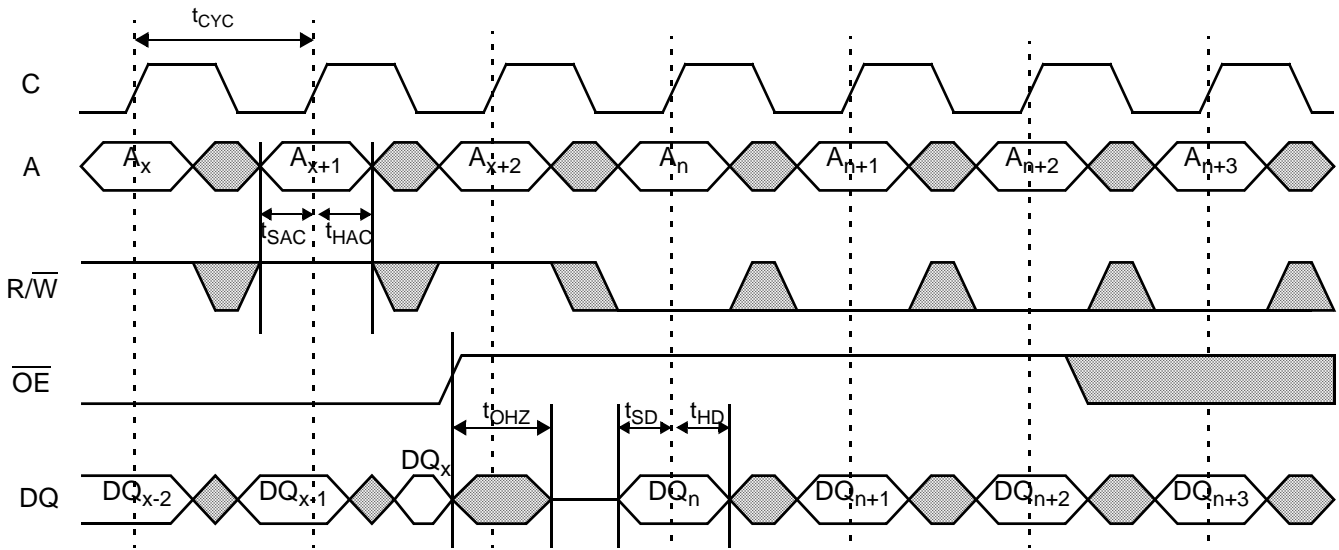 tCYC
C
A
Ax Ax+1 Ax+2 An An+1 An+2 An+3
tSAC tHAC
R/W̅
O̅E̅
tOHZ tSD tHD
DQx
DQ
DQx-2 DQx-1 DQn DQn+1 DQn+2 DQn+3